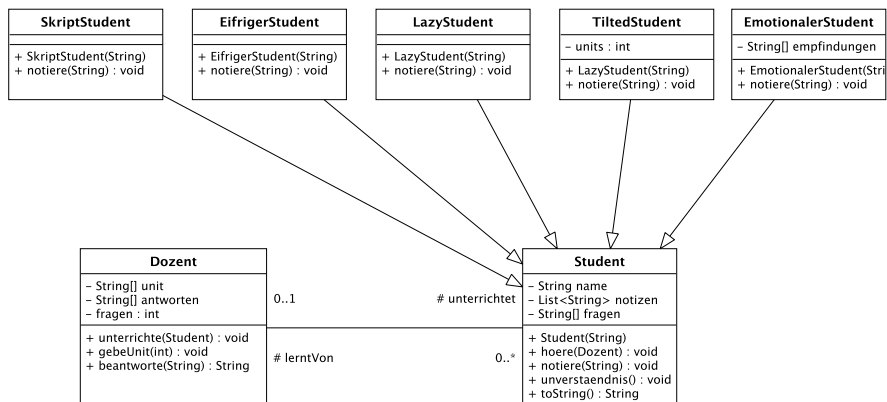 SkriptStudent
+ SkriptStudent(String)
+ notiere(String) : void
EifrigerStudent
+ EifrigerStudent(String)
+ notiere(String) : void
LazyStudent
+ LazyStudent(String)
+ notiere(String) : void
TiltedStudent
– units : int
+ LazyStudent(String)
+ notiere(String) : void
EmotionalerStudent
– String[] empfindungen
+ EmotionalerStudent(Stri
+ notiere(String) : void
Dozent
– String[] unit
– String[] antworten
– fragen : int
+ unterrichte(Student) : void
+ gebeUnit(int) : void
+ beantworte(String) : String
0..1
# unterrichtet
# lerntVon
0..*
Student
– String name
– List<String> notizen
– String[] fragen
+ Student(String)
+ hoere(Dozent) : void
+ notiere(String) : void
+ unverstaendnis() : void
+ toString() : String